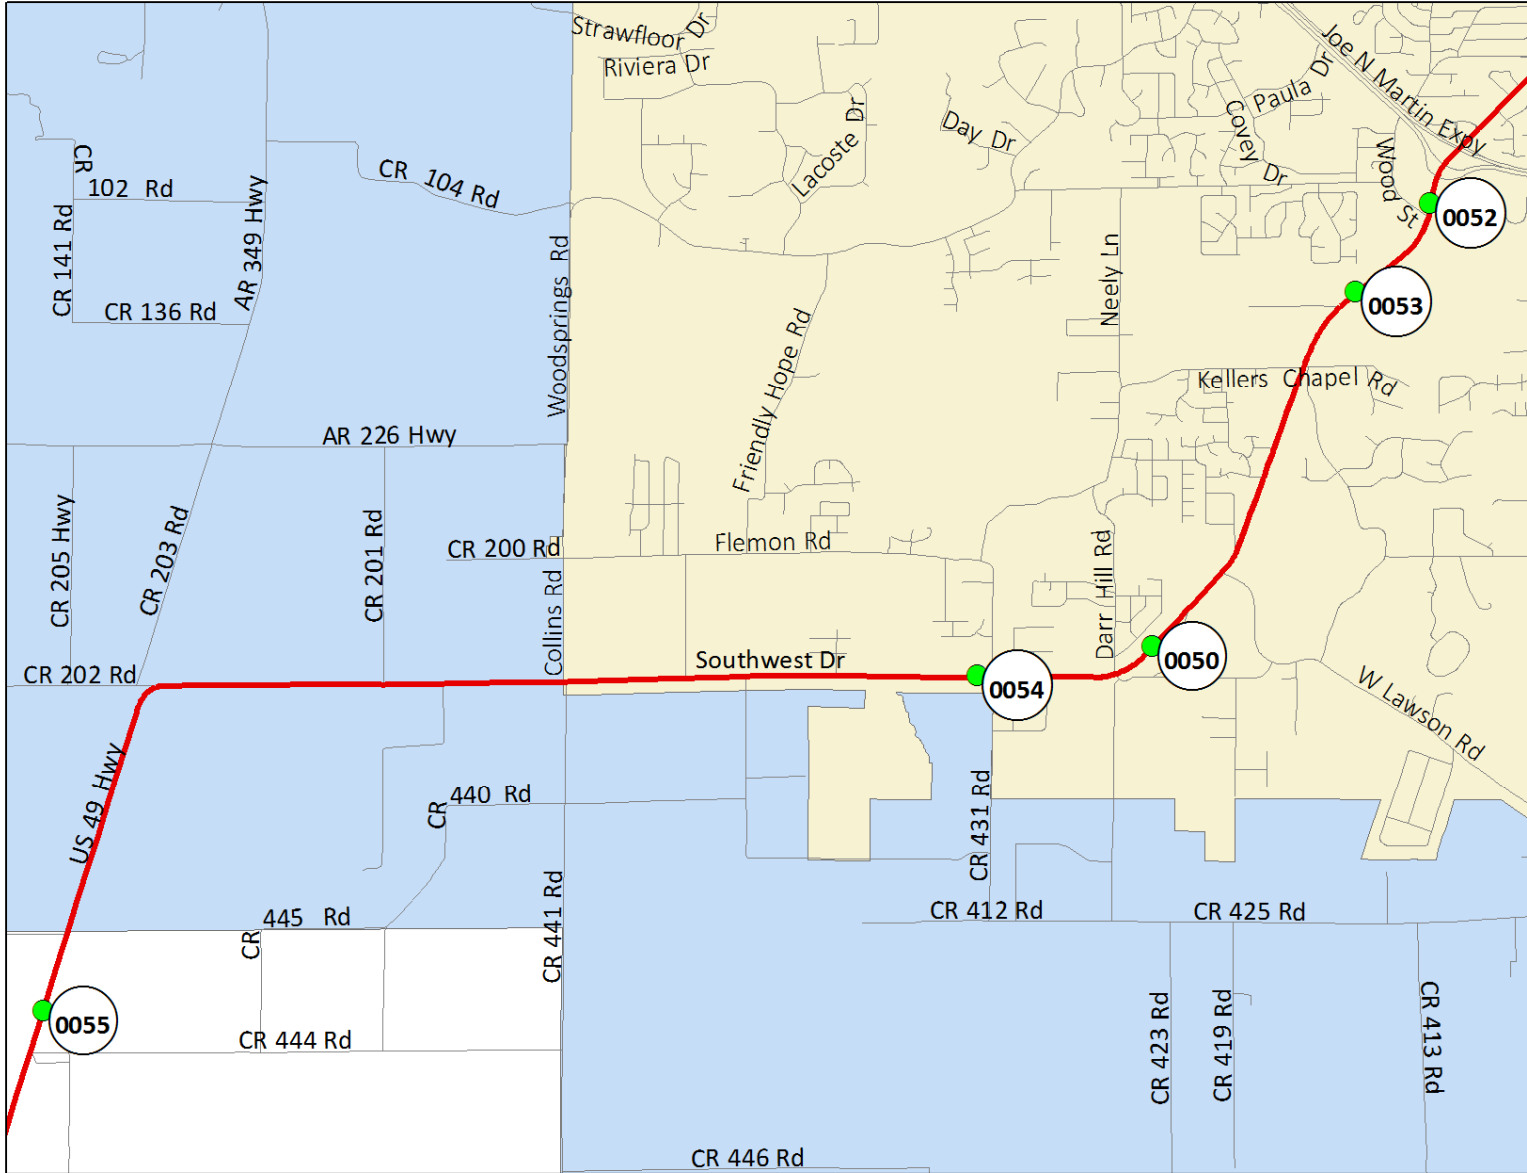 Strawfloor Dr
Riviera Dr
Joe N Martin Expy
Paula Dr
Lacoste Dr
Day Dr
Covey Dr
Wood St
CR 102 Rd
CR 104 Rd
CR 141 Rd
AR 349 Hwy
0052
Woodsprings Rd
Neely Ln
CR 136 Rd
0053
Friendly Hope Rd
Kellers Chapel Rd
AR 226 Hwy
CR 205 Hwy
CR 203 Rd
CR 201 Rd
CR 200 Rd
Flemon Rd
Collins Rd
Darr Hill Rd
Southwest Dr
0050
CR 202 Rd
0054
W Lawson Rd
US 49 Hwy
CR 440 Rd
CR 431 Rd
CR 441 Rd
CR 445 Rd
CR 412 Rd
CR 425 Rd
0055
CR 444 Rd
CR 423 Rd
CR 419 Rd
CR 413 Rd
CR 446 Rd